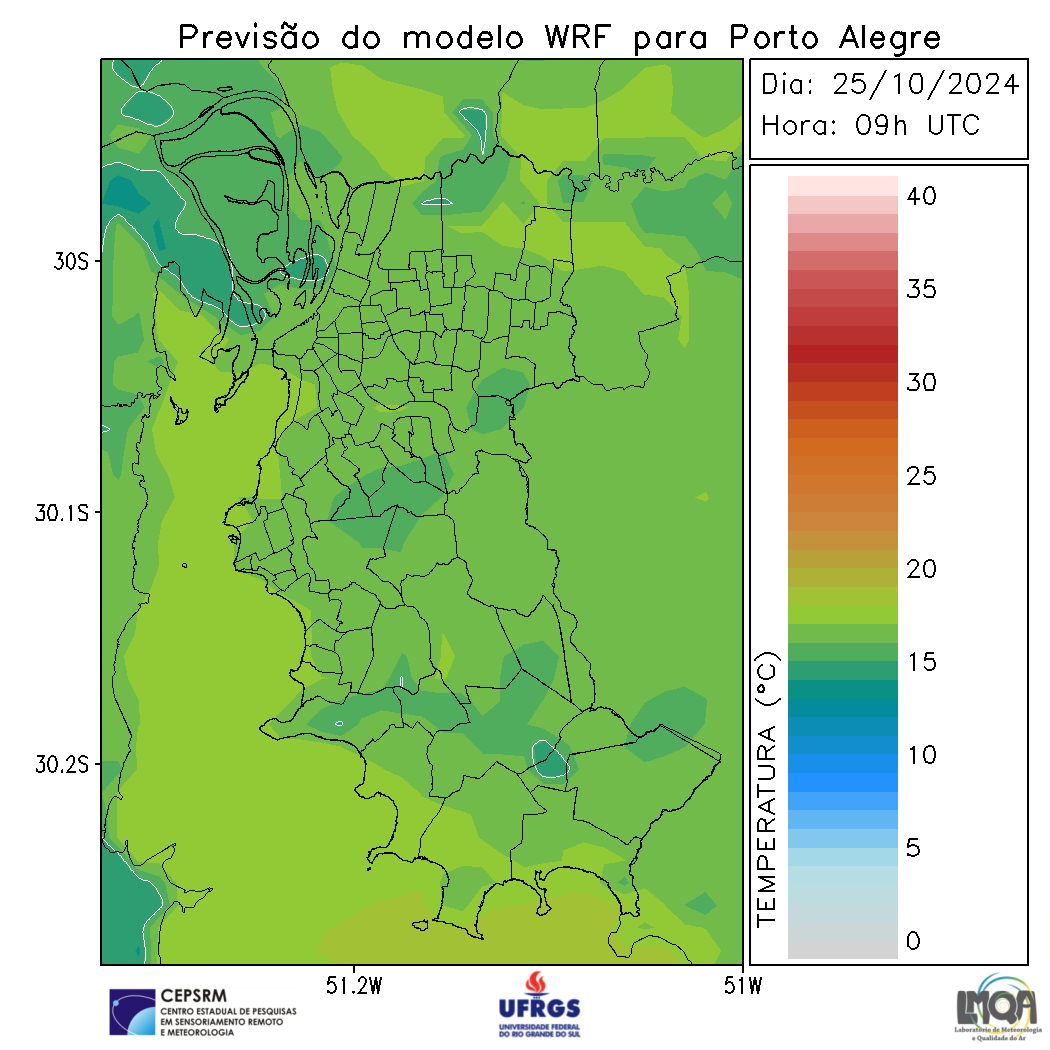 Previsão do modelo WRF para Porto Alegre
Dia: 25/10/2024
Hora: 09h UTC
40
35
30
25
20
15
10
5
0
TEMPERATURA (°C)
30S
30.1S
30.2S
51.2W
51W
CEPSRM
CENTRO ESTADUAL DE PESQUISAS
EM SENSORIAMENTO REMOTO
E METEOROLOGIA
UFRGS
UNIVERSIDADE FEDERAL
DO RIO GRANDE DO SUL
LMQA
Laboratório de Meteorologia
e Qualidade do Ar